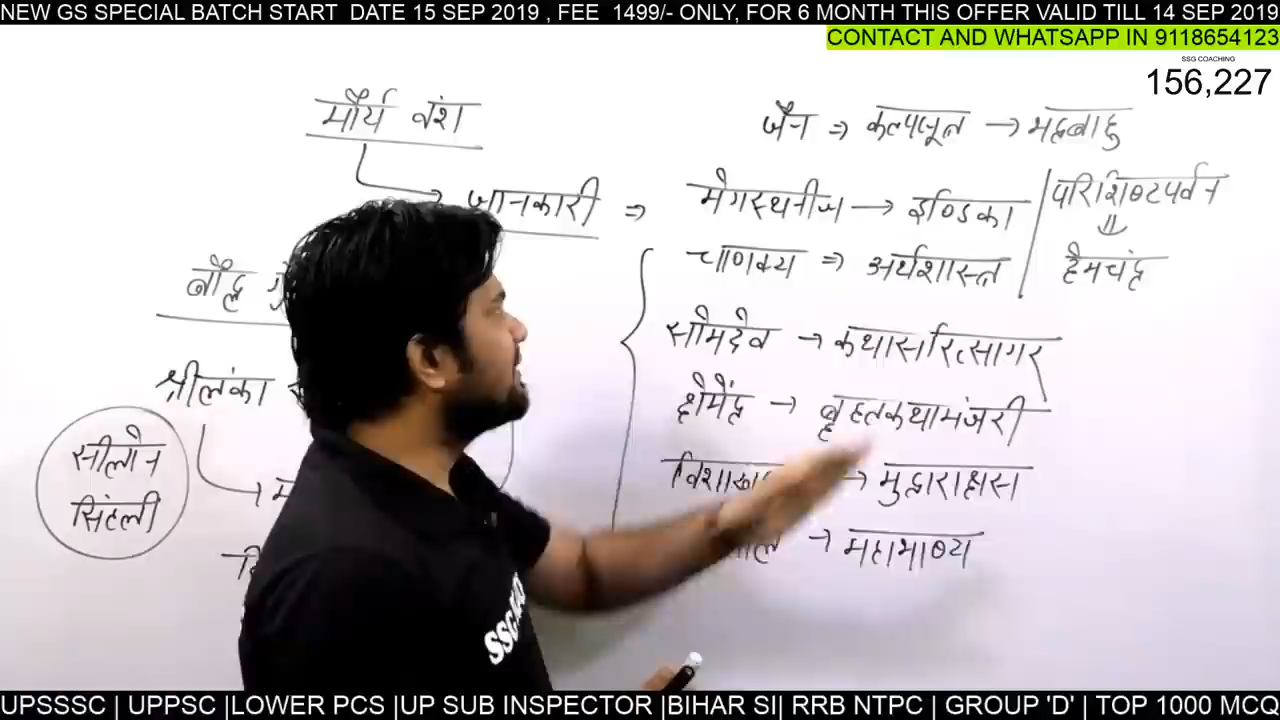 NEW GS SPECIAL BATCH START DATE 15 SEP 2019 , FEE 1499/- ONLY, FOR 6 MONTH THIS OFFER VALID TILL 14 SEP 2019
CONTACT AND WHATSAPP IN 9118654123
SSG COACHING
156,227
मौर्य वंश
जैन ⇒ कल्पसूत्र → भद्रबाहु
जानकारी ⇒
मेगस्थनीज → इण्डिका
परिशिष्टपर्वन
⇓
हेमचंद्र
चाणक्य ⇒ अर्थशास्त्र
बौद्ध
सोमदेव → कथासरित्सागर
श्रीलंका
क्षेमेंद्र → बृहतकथामंजरी
सीलोन
सिंहली
विशाखा → मुद्राराक्षस
→ महाभाष्य
UPSSSC | UPPSC |LOWER PCS |UP SUB INSPECTOR |BIHAR SI| RRB NTPC | GROUP 'D' | TOP 1000 MCQ